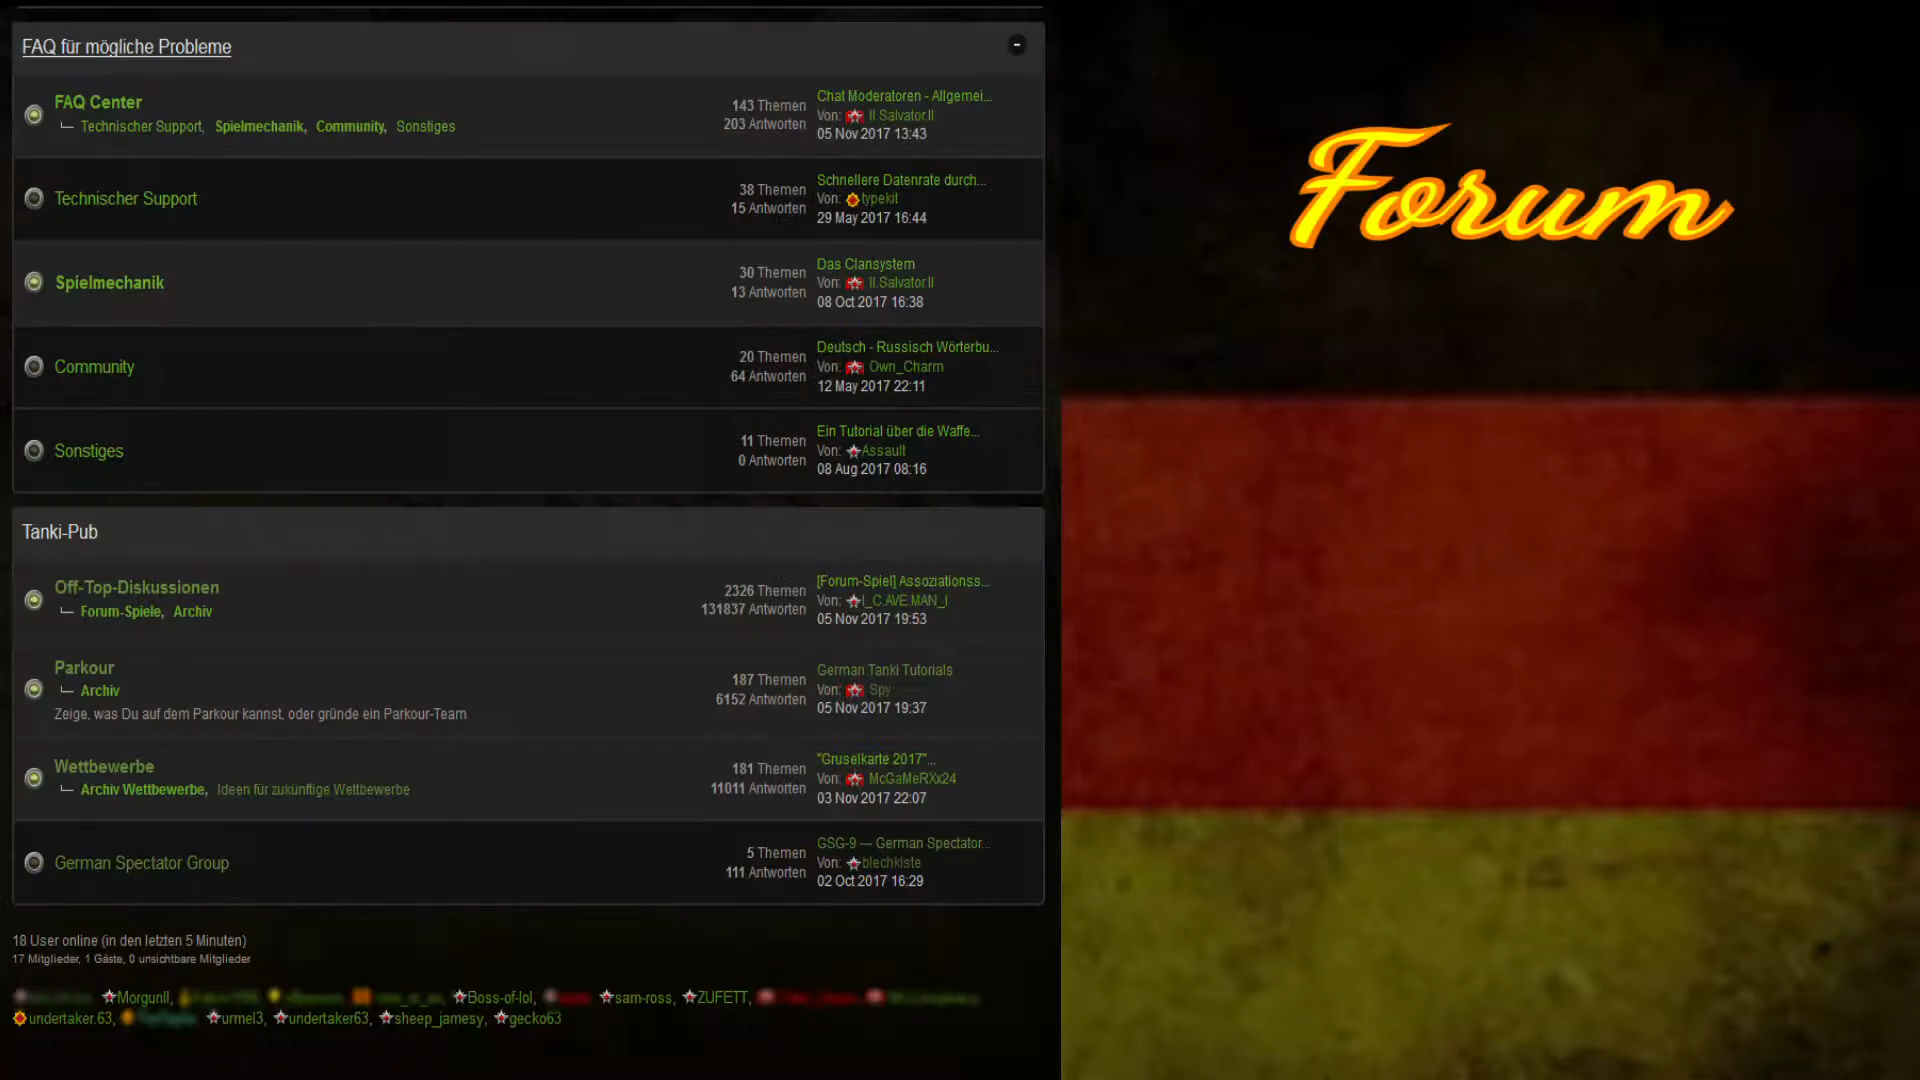 FAQ für mögliche Probleme
FAQ Center
Technischer Support, Spielmechanik, Community, Sonstiges
143 Themen
203 Antworten
Chat Moderatoren - Allgemei...
Von: II.Salvator.II
05 Nov 2017 13:43
Technischer Support
38 Themen
15 Antworten
Schnellere Datenrate durch...
Von: typekit
29 May 2017 16:44
Spielmechanik
30 Themen
13 Antworten
Das Clansystem
Von: II.Salvator.II
08 Oct 2017 16:38
Community
20 Themen
64 Antworten
Deutsch - Russisch Wörterbu...
Von: Own_Charm
12 May 2017 22:11
Sonstiges
11 Themen
0 Antworten
Ein Tutorial über die Waffe...
Von: Assault
08 Aug 2017 08:16
Tanki-Pub
Off-Top-Diskussionen
Forum-Spiele, Archiv
2326 Themen
131837 Antworten
[Forum-Spiel] Assoziationss...
Von: I_C.AVE.MAN_I
05 Nov 2017 19:53
Parkour
Archiv
Zeige, was Du auf dem Parkour kannst, oder gründe ein Parkour-Team
187 Themen
6152 Antworten
German Tanki Tutorials
Von: Spy
05 Nov 2017 19:37
Wettbewerbe
Archiv Wettbewerbe, Ideen für zukünftige Wettbewerbe
181 Themen
11011 Antworten
"Gruselkarte 2017"...
Von: McGaMeRXx24
03 Nov 2017 22:07
German Spectator Group
5 Themen
111 Antworten
GSG-9 — German Spectator...
Von: blechkiste
02 Oct 2017 16:29
18 User online (in den letzten 5 Minuten)
17 Mitglieder, 1 Gäste, 0 unsichtbare Mitglieder
Morgunll, Boss-of-lol, sam-ross, ZUFETT,
undertaker.63, urmel3, undertaker63, sheep_jamesy, gecko63
Forum